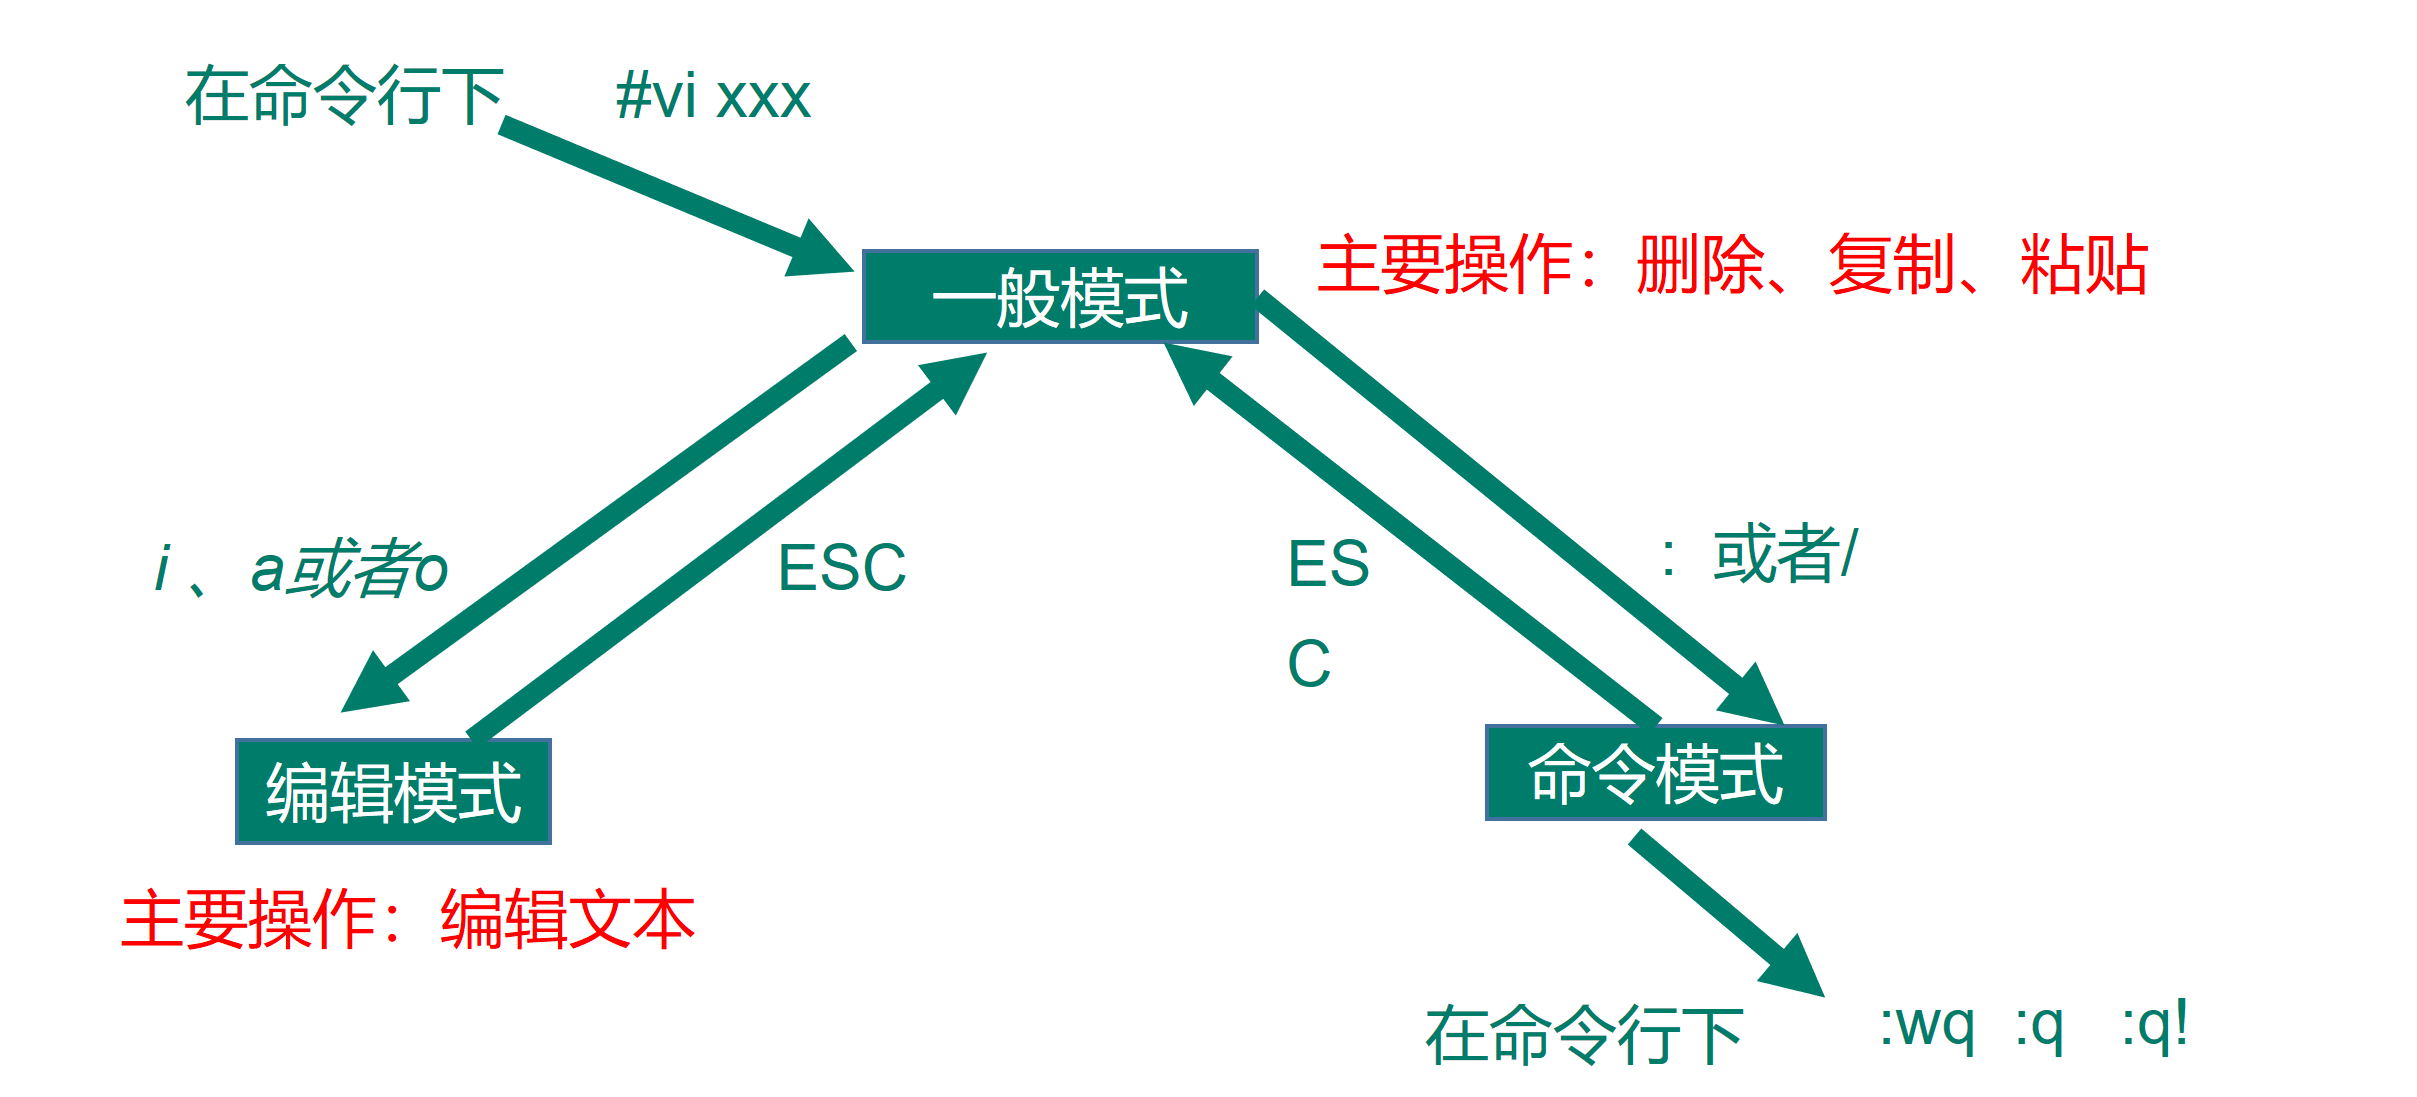 在命令行下 #vi xxx
主要操作：删除、复制、粘贴
一般模式
i 、a或者o
ESC
ES
C
: 或者/
编辑模式
命令模式
主要操作：编辑文本
在命令行下 :wq :q :q!